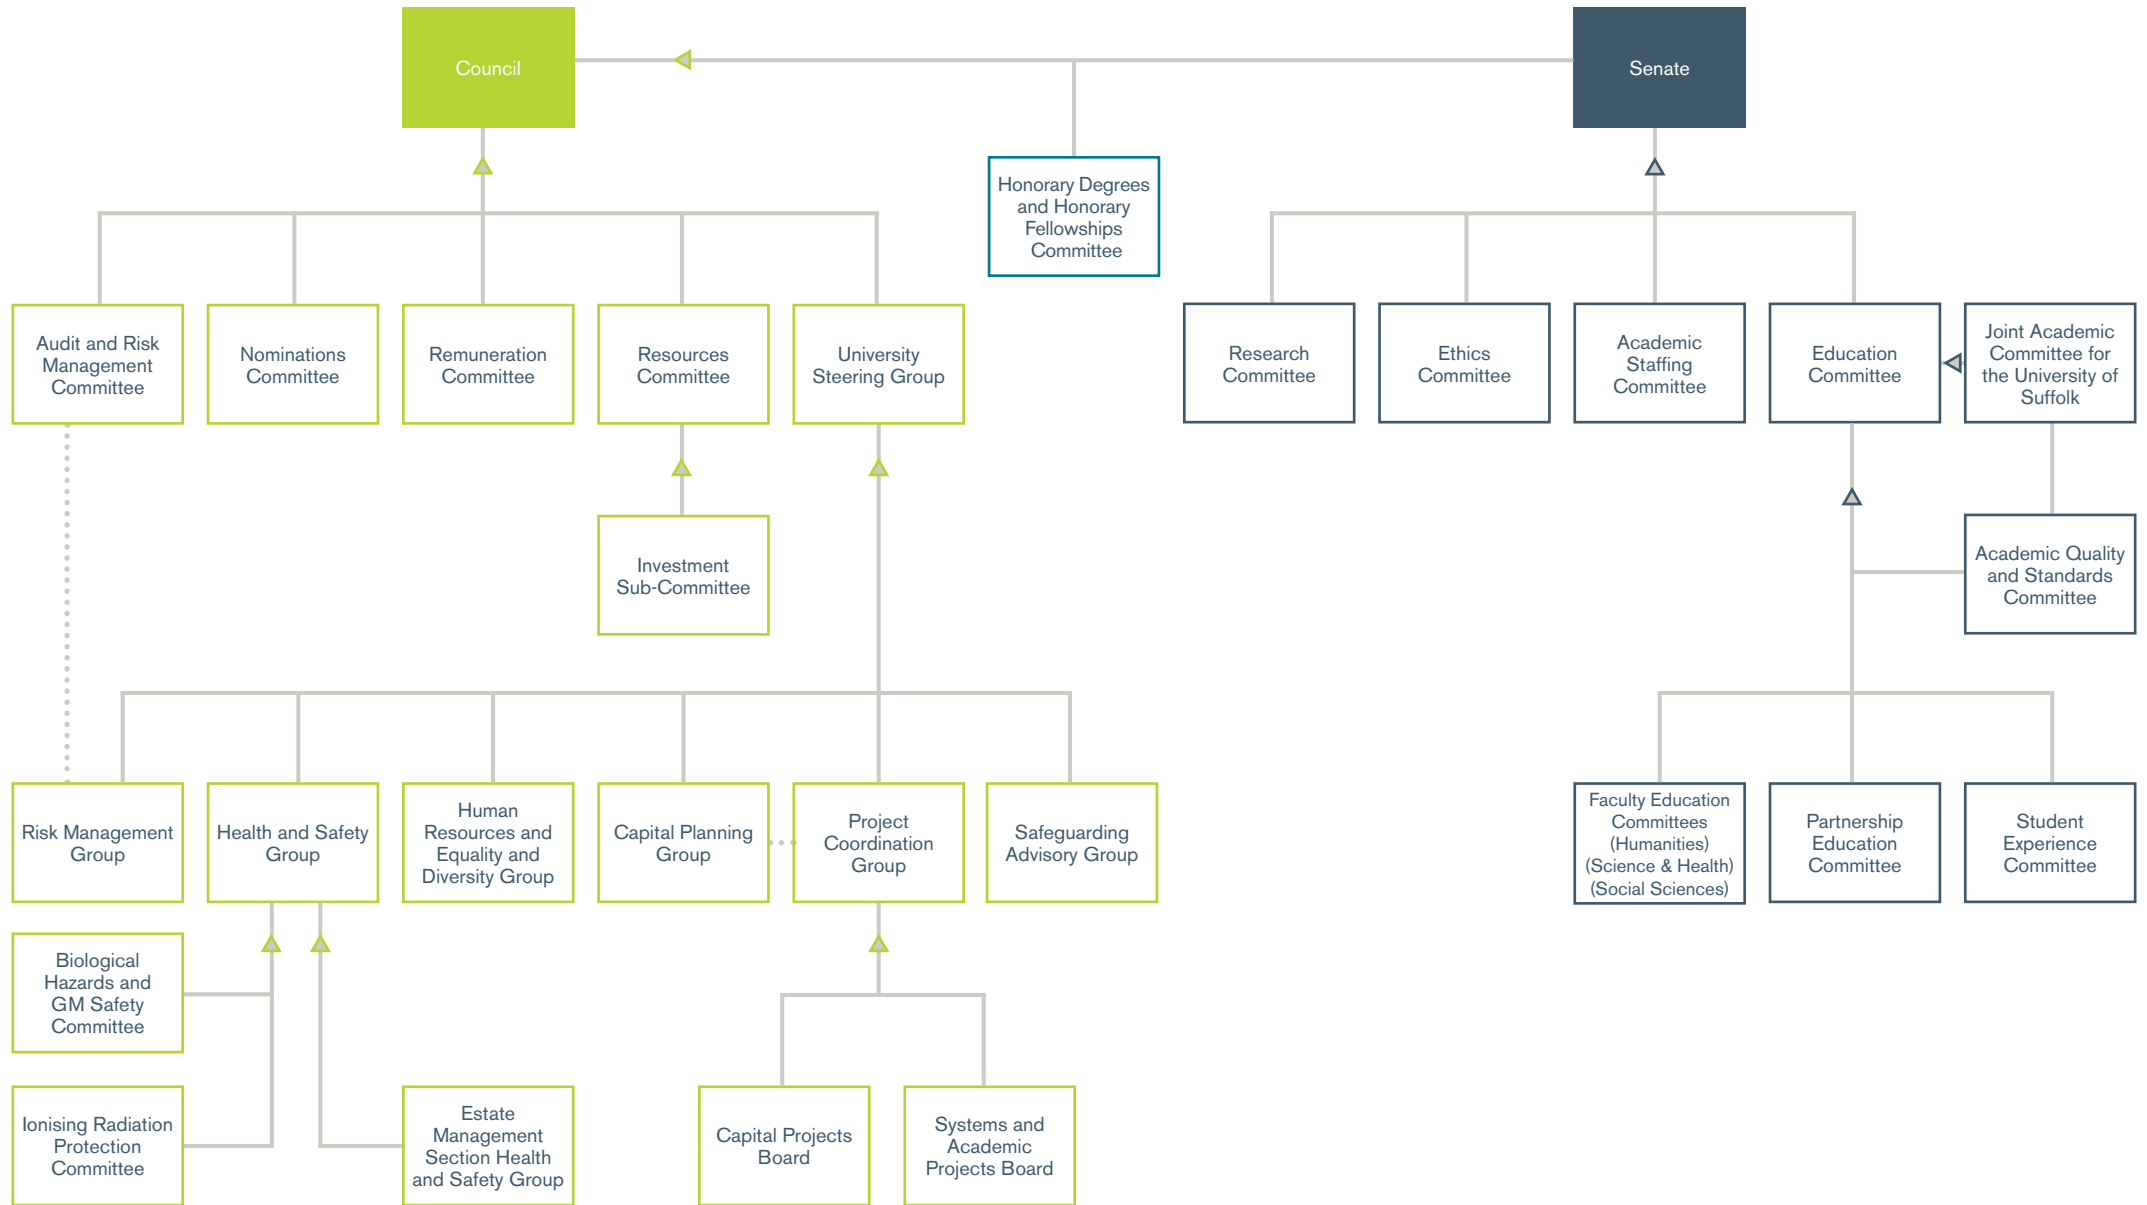 Council
Senate
Honorary Degrees
and Honorary
Fellowships
Committee
Audit and Risk
Management
Committee
Nominations
Committee
Remuneration
Committee
Resources
Committee
University
Steering Group
Research
Committee
Ethics
Committee
Academic
Staffing
Committee
Education
Committee
Joint Academic
Committee for
the University of
Suffolk
Investment
Sub-Committee
Academic Quality
and Standards
Committee
Risk Management
Group
Health and Safety
Group
Human
Resources and
Equality and
Diversity Group
Capital Planning
Group
Project
Coordination
Group
Safeguarding
Advisory Group
Faculty Education
Committees
(Humanities)
(Science & Health)
(Social Sciences)
Partnership
Education
Committee
Student
Experience
Committee
Biological
Hazards and
GM Safety
Committee
Ionising Radiation
Protection
Committee
Estate
Management
Section Health
and Safety Group
Capital Projects
Board
Systems and
Academic
Projects Board